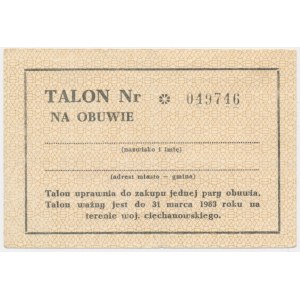 TALON Nr ❂ 049746
NA OBUWIE
(nazwisko i imię)
(adres: miasto – gmina)
Talon uprawnia do zakupu jednej pary obuwia.
Talon ważny jest do 31 marca 1983 roku na
terenie woj. ciechanowskiego.